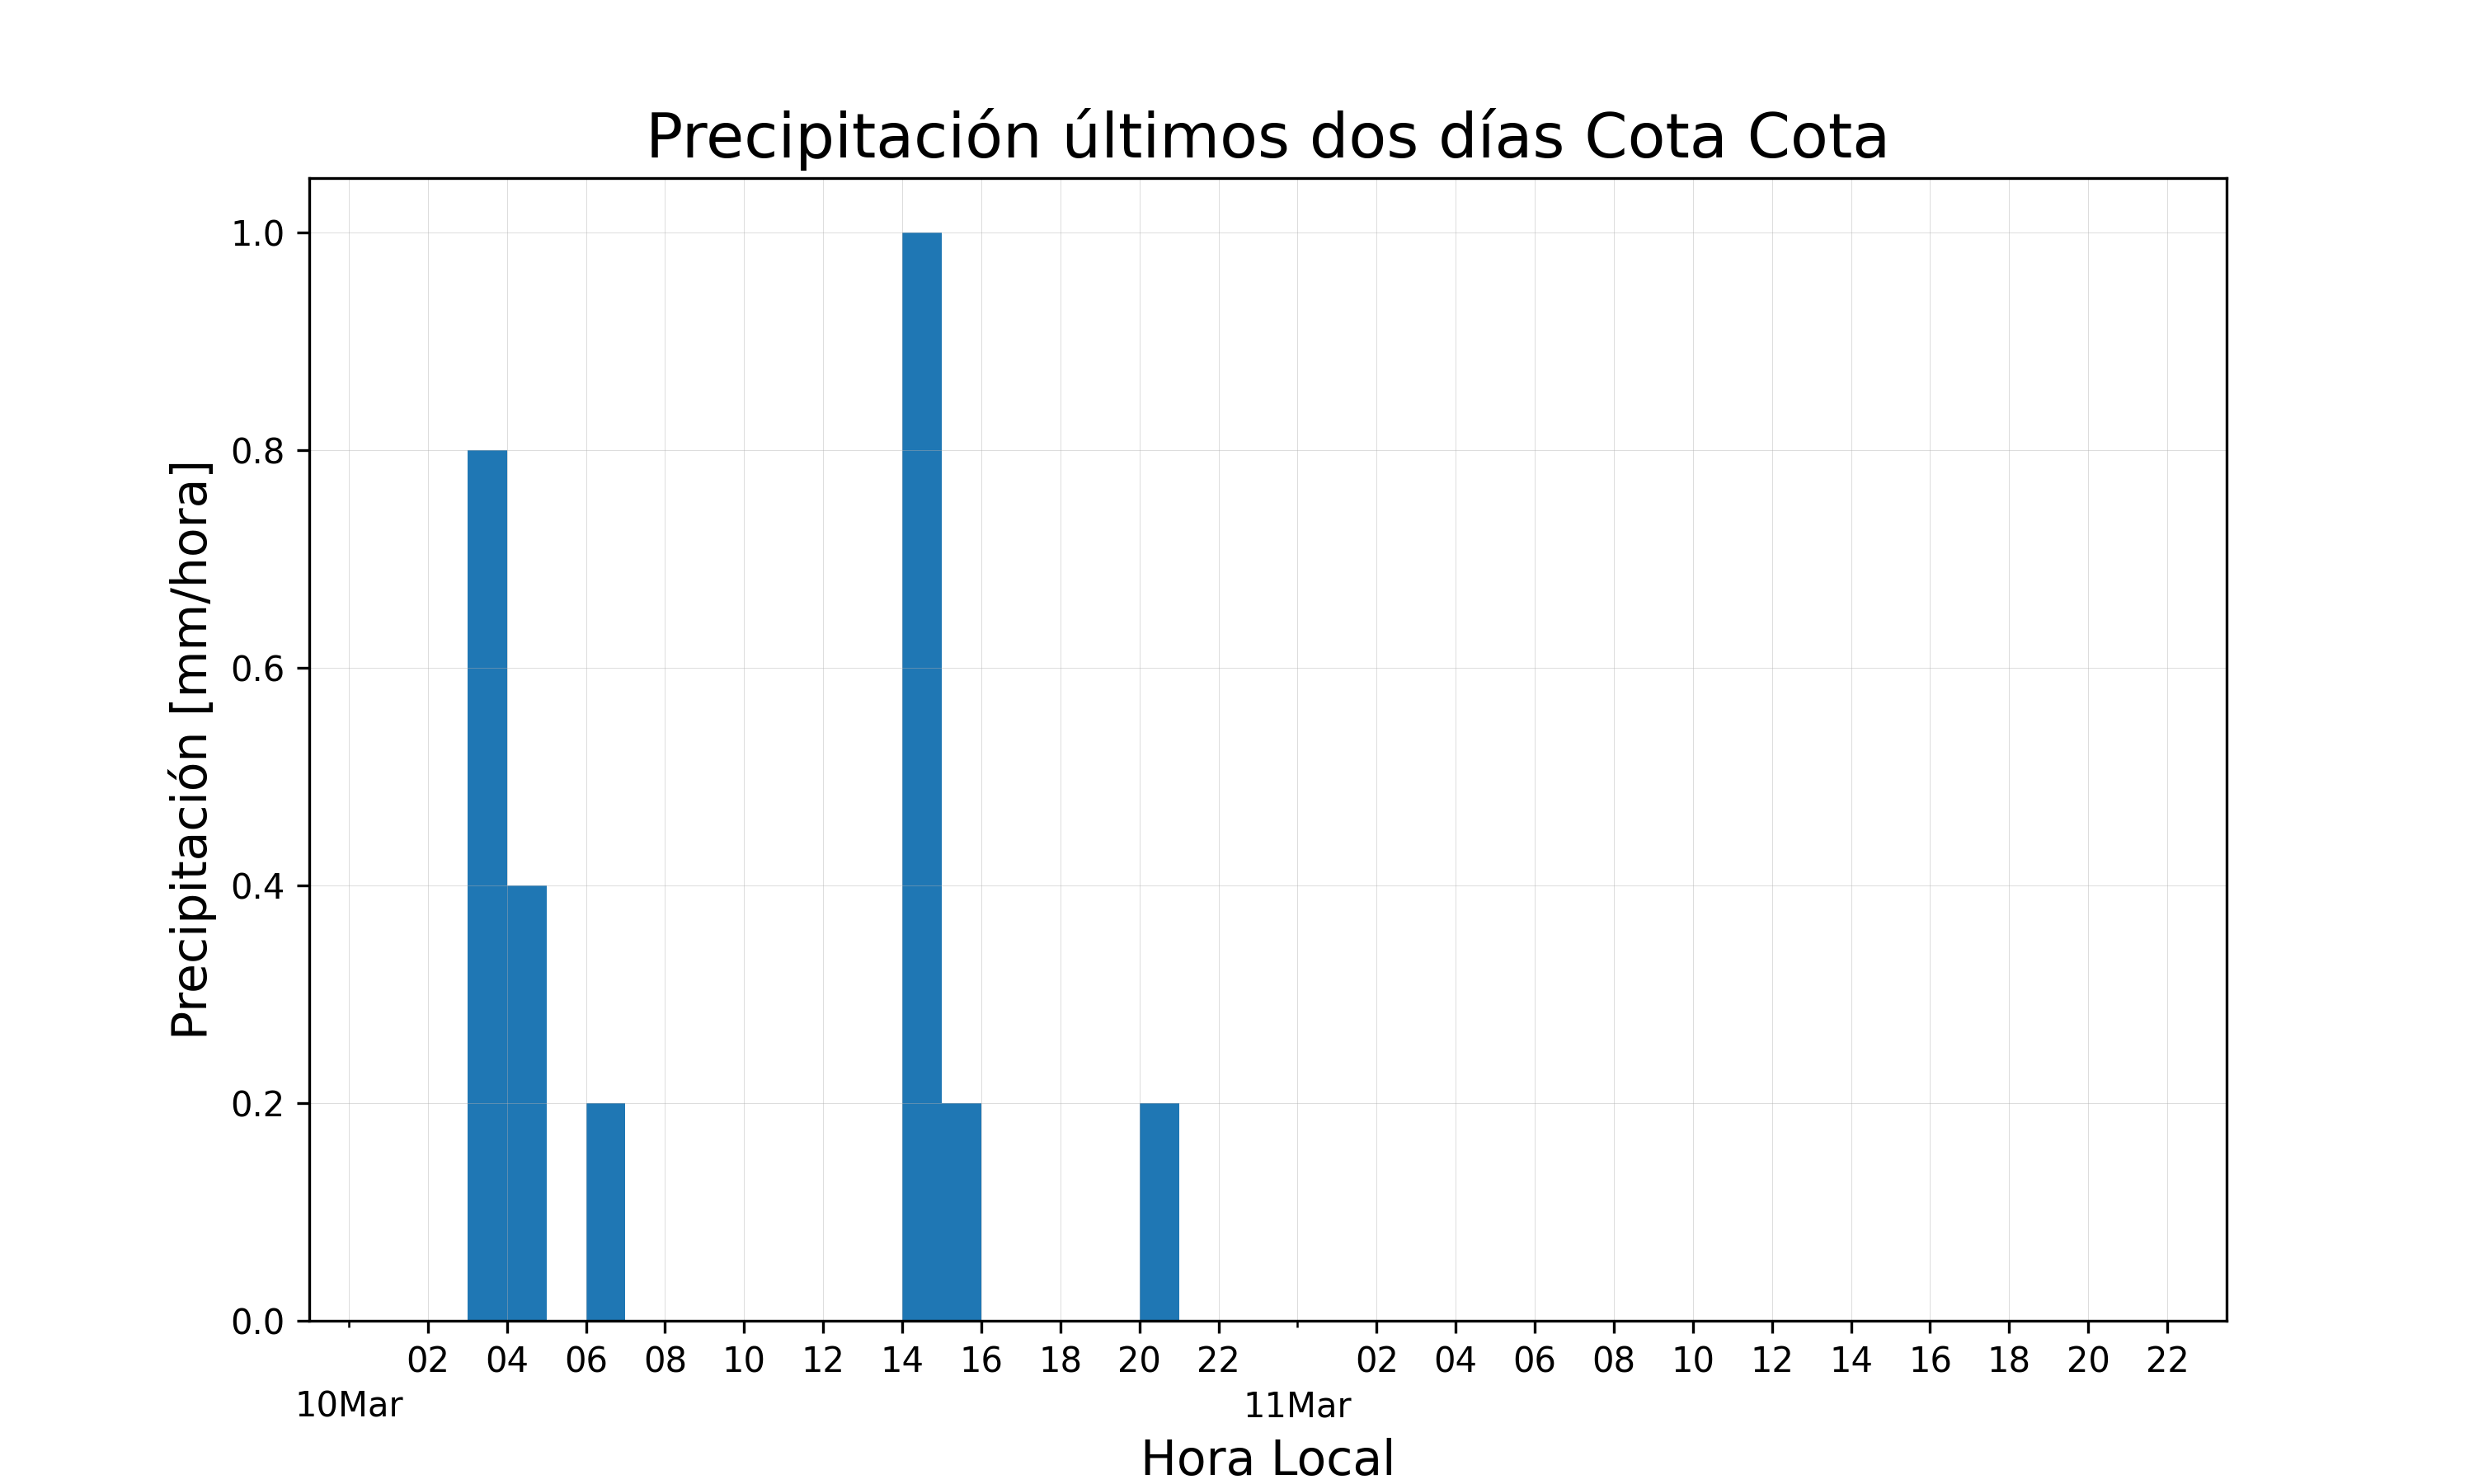 Precipitación últimos dos días Cota Cota
Precipitación [mm/hora]
1.0
0.8
0.6
0.4
0.2
0.0
02 04 06 08 10 12 14 16 18 20 22 02 04 06 08 10 12 14 16 18 20 22
10Mar 11Mar
Hora Local